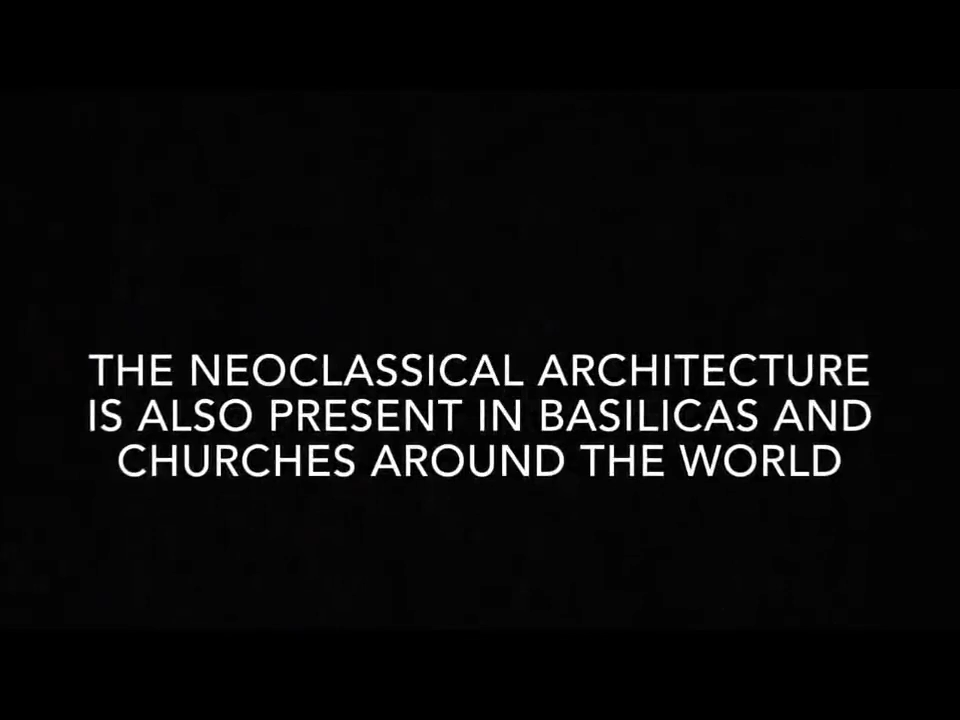 THE NEOCLASSICAL ARCHITECTURE
IS ALSO PRESENT IN BASILICAS AND
CHURCHES AROUND THE WORLD